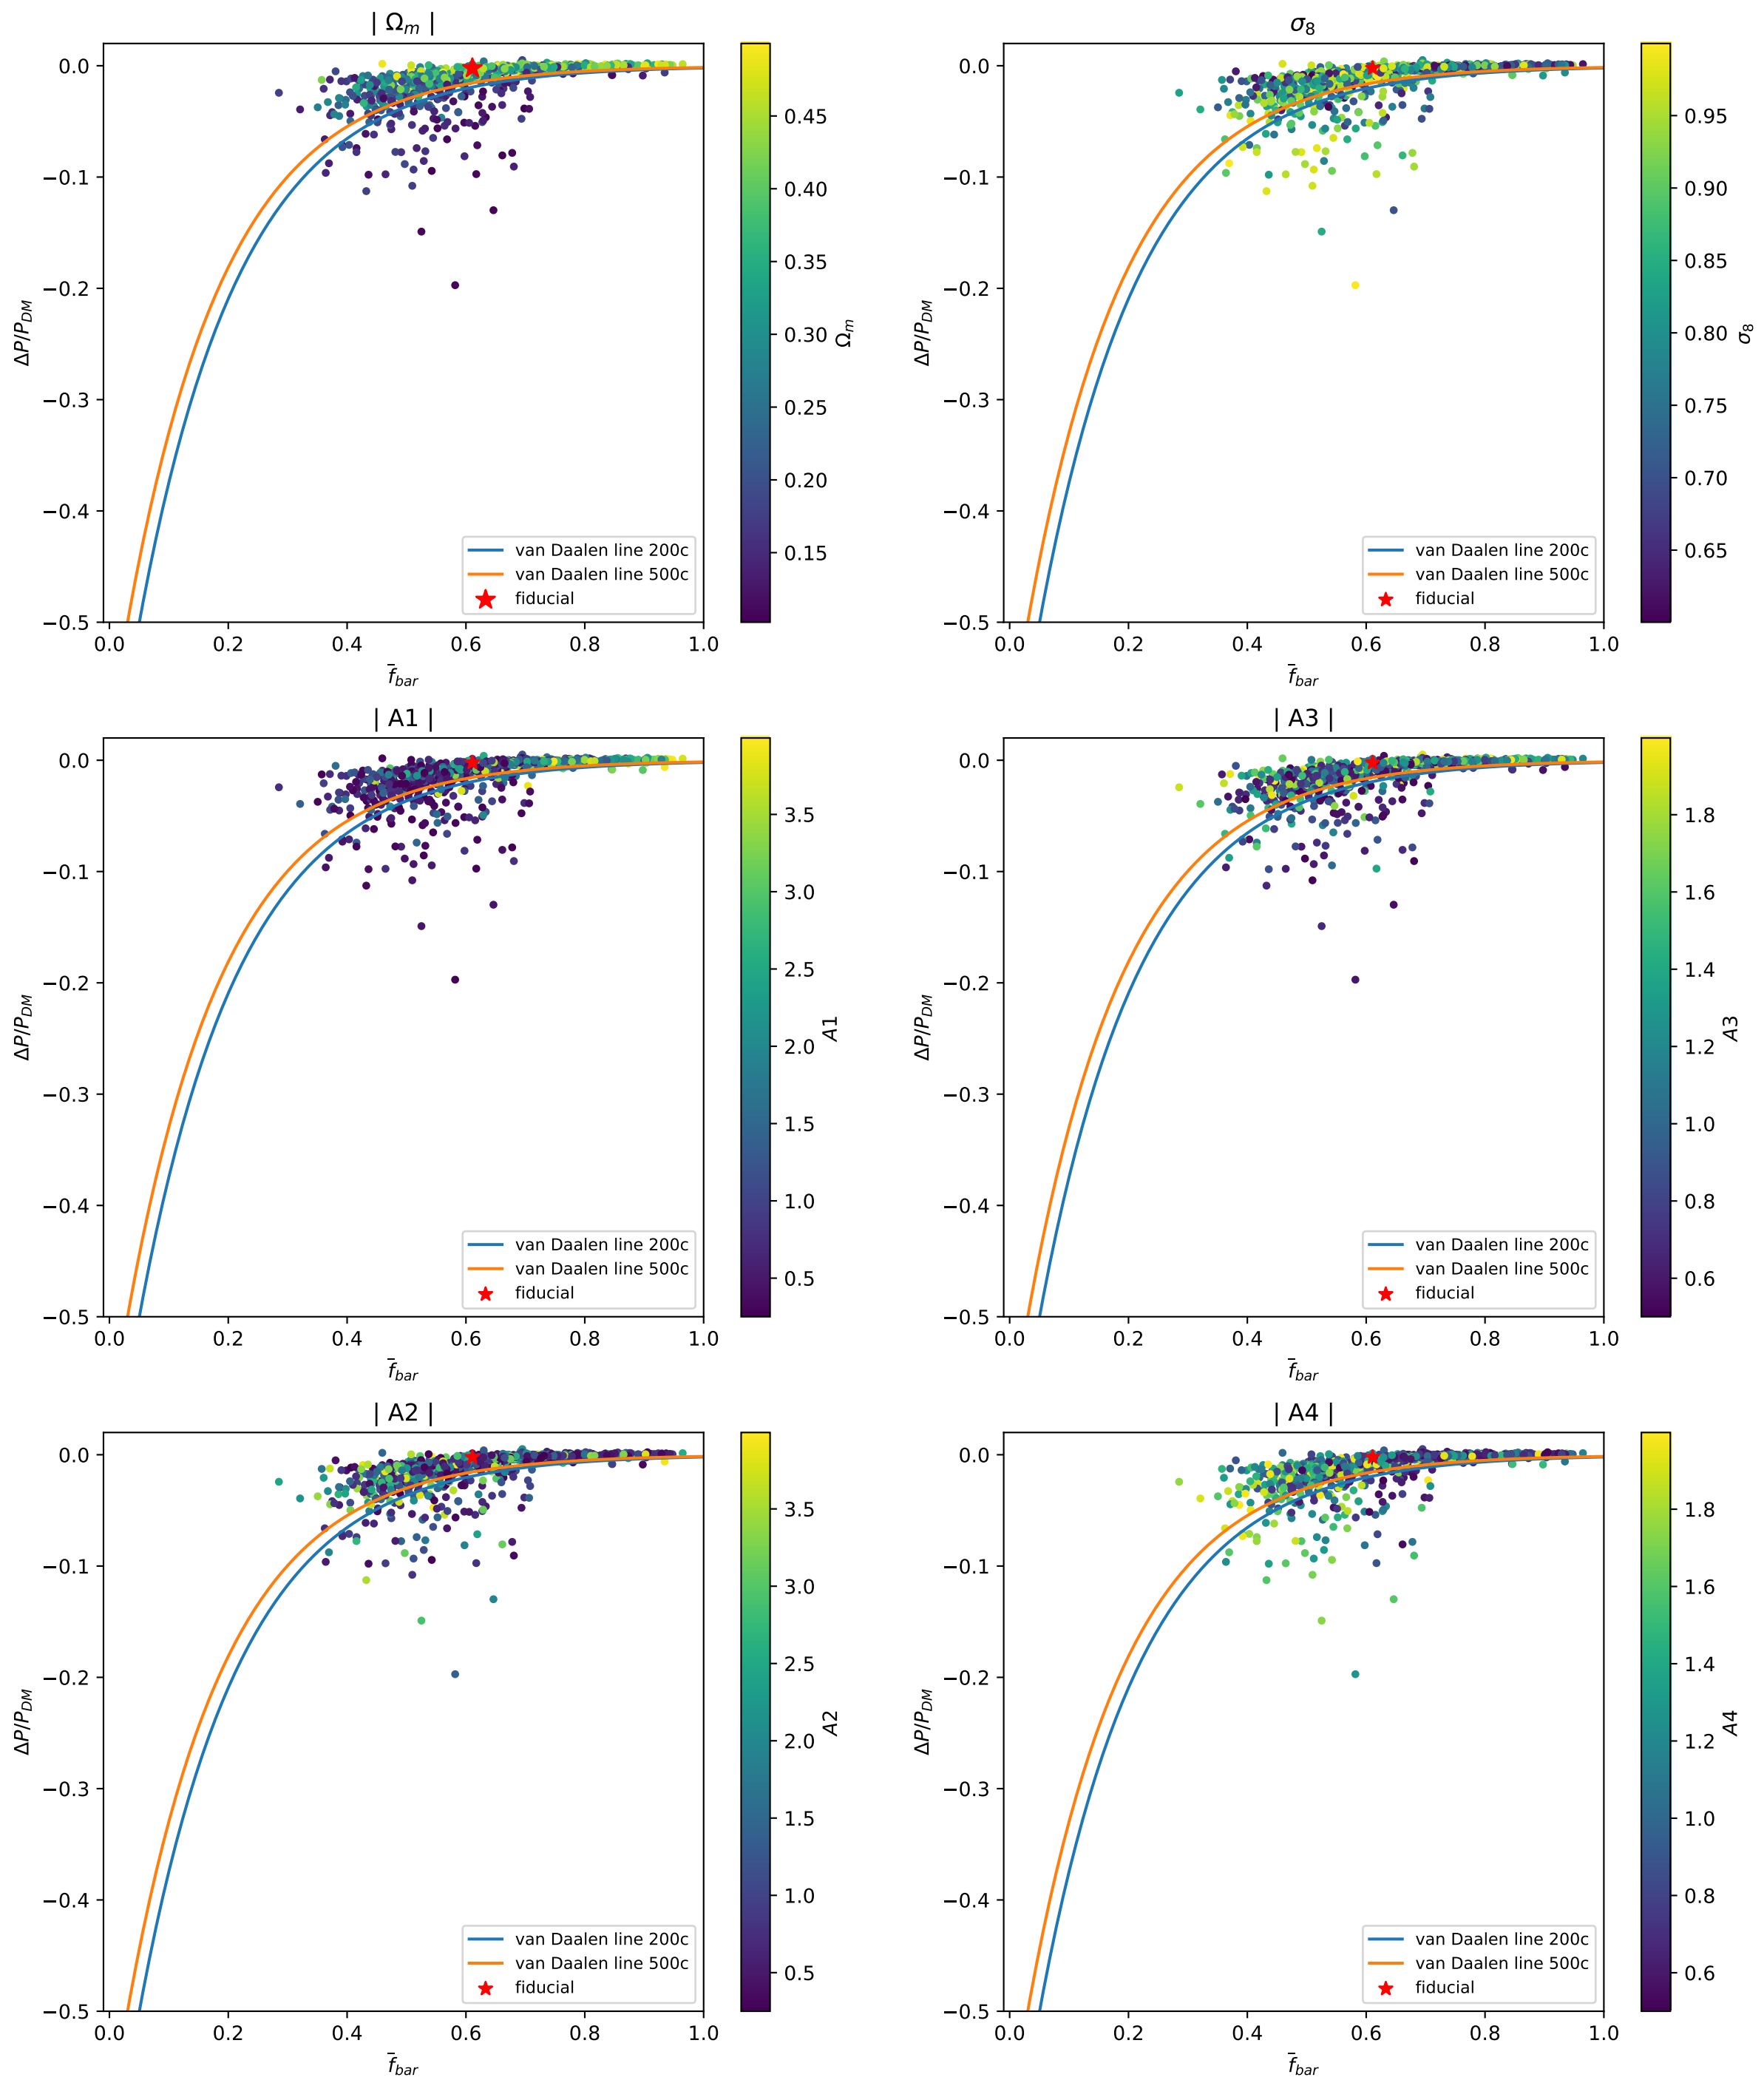 | Ωm |
0.0
−0.1
−0.2
−0.3
−0.4
−0.5
ΔP/P_DM
0.0 0.2 0.4 0.6 0.8 1.0
f̄_bar
van Daalen line 200c
van Daalen line 500c
fiducial
0.45
0.40
0.35
0.30
0.25
0.20
0.15
Ωm
σ8
0.0
−0.1
−0.2
−0.3
−0.4
−0.5
ΔP/P_DM
0.0 0.2 0.4 0.6 0.8 1.0
f̄_bar
van Daalen line 200c
van Daalen line 500c
fiducial
0.95
0.90
0.85
0.80
0.75
0.70
0.65
σ8
| A1 |
0.0
−0.1
−0.2
−0.3
−0.4
−0.5
ΔP/P_DM
0.0 0.2 0.4 0.6 0.8 1.0
f̄_bar
van Daalen line 200c
van Daalen line 500c
fiducial
3.5
3.0
2.5
2.0
1.5
1.0
0.5
A1
| A3 |
0.0
−0.1
−0.2
−0.3
−0.4
−0.5
ΔP/P_DM
0.0 0.2 0.4 0.6 0.8 1.0
f̄_bar
van Daalen line 200c
van Daalen line 500c
fiducial
1.8
1.6
1.4
1.2
1.0
0.8
0.6
A3
| A2 |
0.0
−0.1
−0.2
−0.3
−0.4
−0.5
ΔP/P_DM
0.0 0.2 0.4 0.6 0.8 1.0
f̄_bar
van Daalen line 200c
van Daalen line 500c
fiducial
3.5
3.0
2.5
2.0
1.5
1.0
0.5
A2
| A4 |
0.0
−0.1
−0.2
−0.3
−0.4
−0.5
ΔP/P_DM
0.0 0.2 0.4 0.6 0.8 1.0
f̄_bar
van Daalen line 200c
van Daalen line 500c
fiducial
1.8
1.6
1.4
1.2
1.0
0.8
0.6
A4